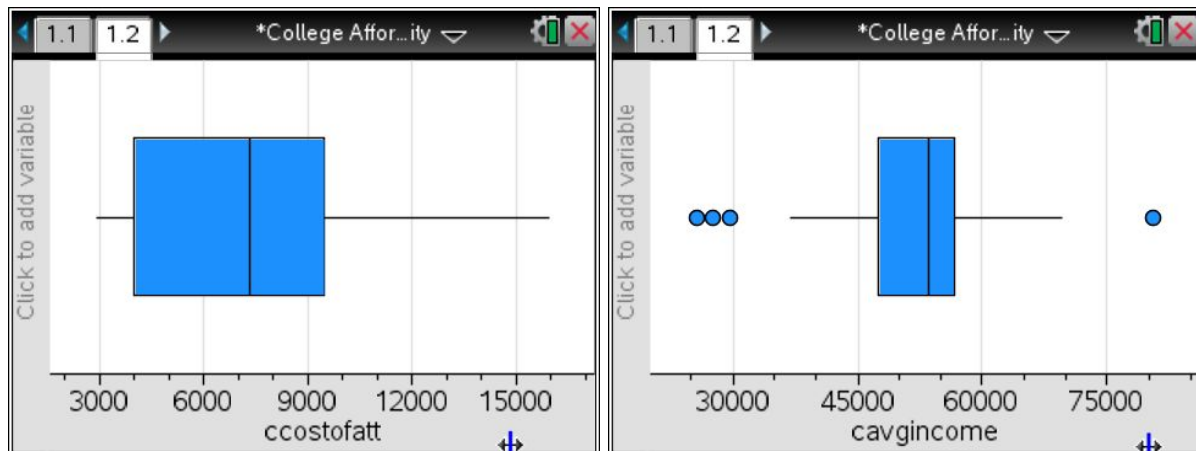 1.1 1.2 *College Affor...ity
Click to add variable
3000 6000 9000 12000 15000
ccostofatt
1.1 1.2 *College Affor...ity
Click to add variable
30000 45000 60000 75000
cavgincome